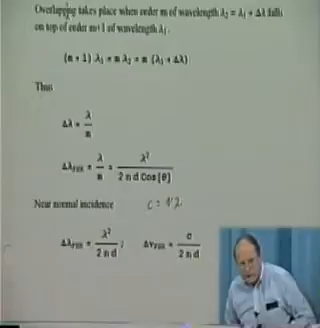 Overlapping takes place when order m of wavelength λ₂ = λ₁ + Δλ falls
on top of order m+1 of wavelength λ₁.
(m + 1) λ₁ = m λ₂ = m (λ₁ + Δλ)
Thus
Δλ = λ/m
Δλ_FSR = λ/m = λ²/(2 n d Cos[θ])
Near normal incidence c = νλ
Δλ_FSR = λ²/(2 n d) ; Δν_FSR = c/(2 n d)